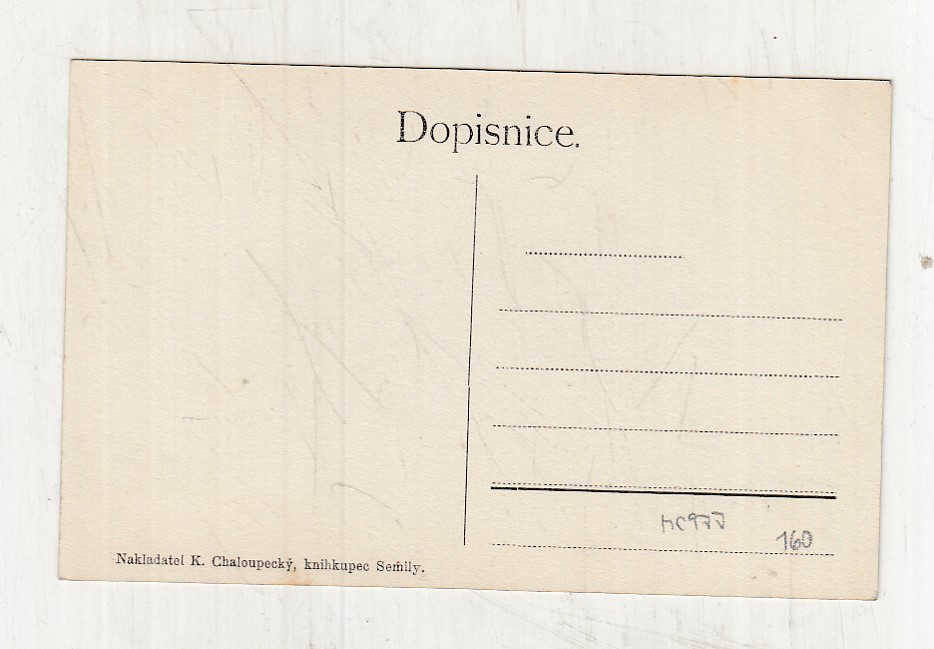 Dopisnice.
160
Nakladatel K. Chaloupecký, knihkupec Semily.